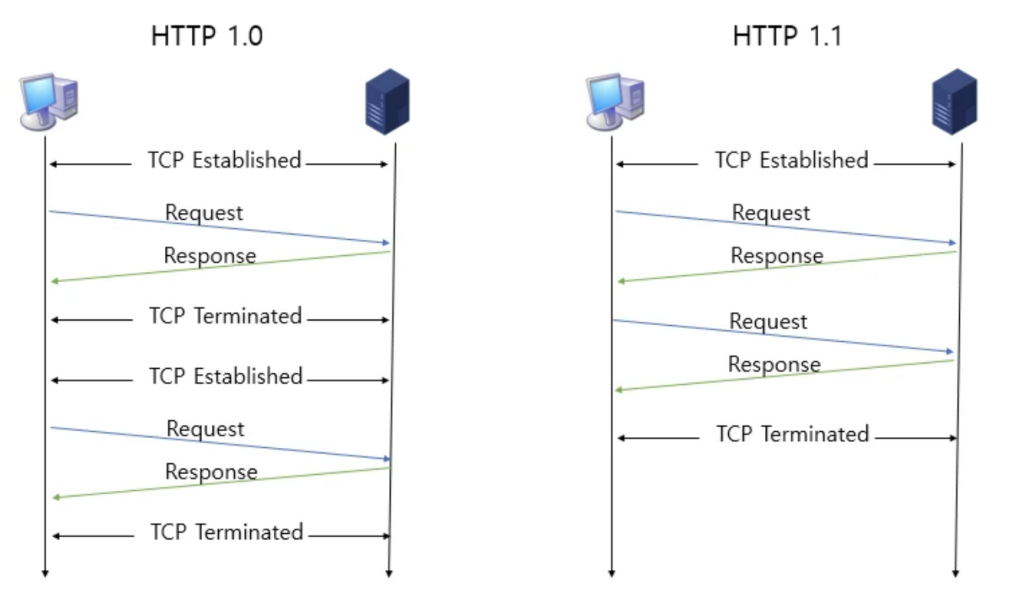 HTTP 1.0
TCP Established
Request
Response
TCP Terminated
TCP Established
Request
Response
TCP Terminated
HTTP 1.1
TCP Established
Request
Response
Request
Response
TCP Terminated